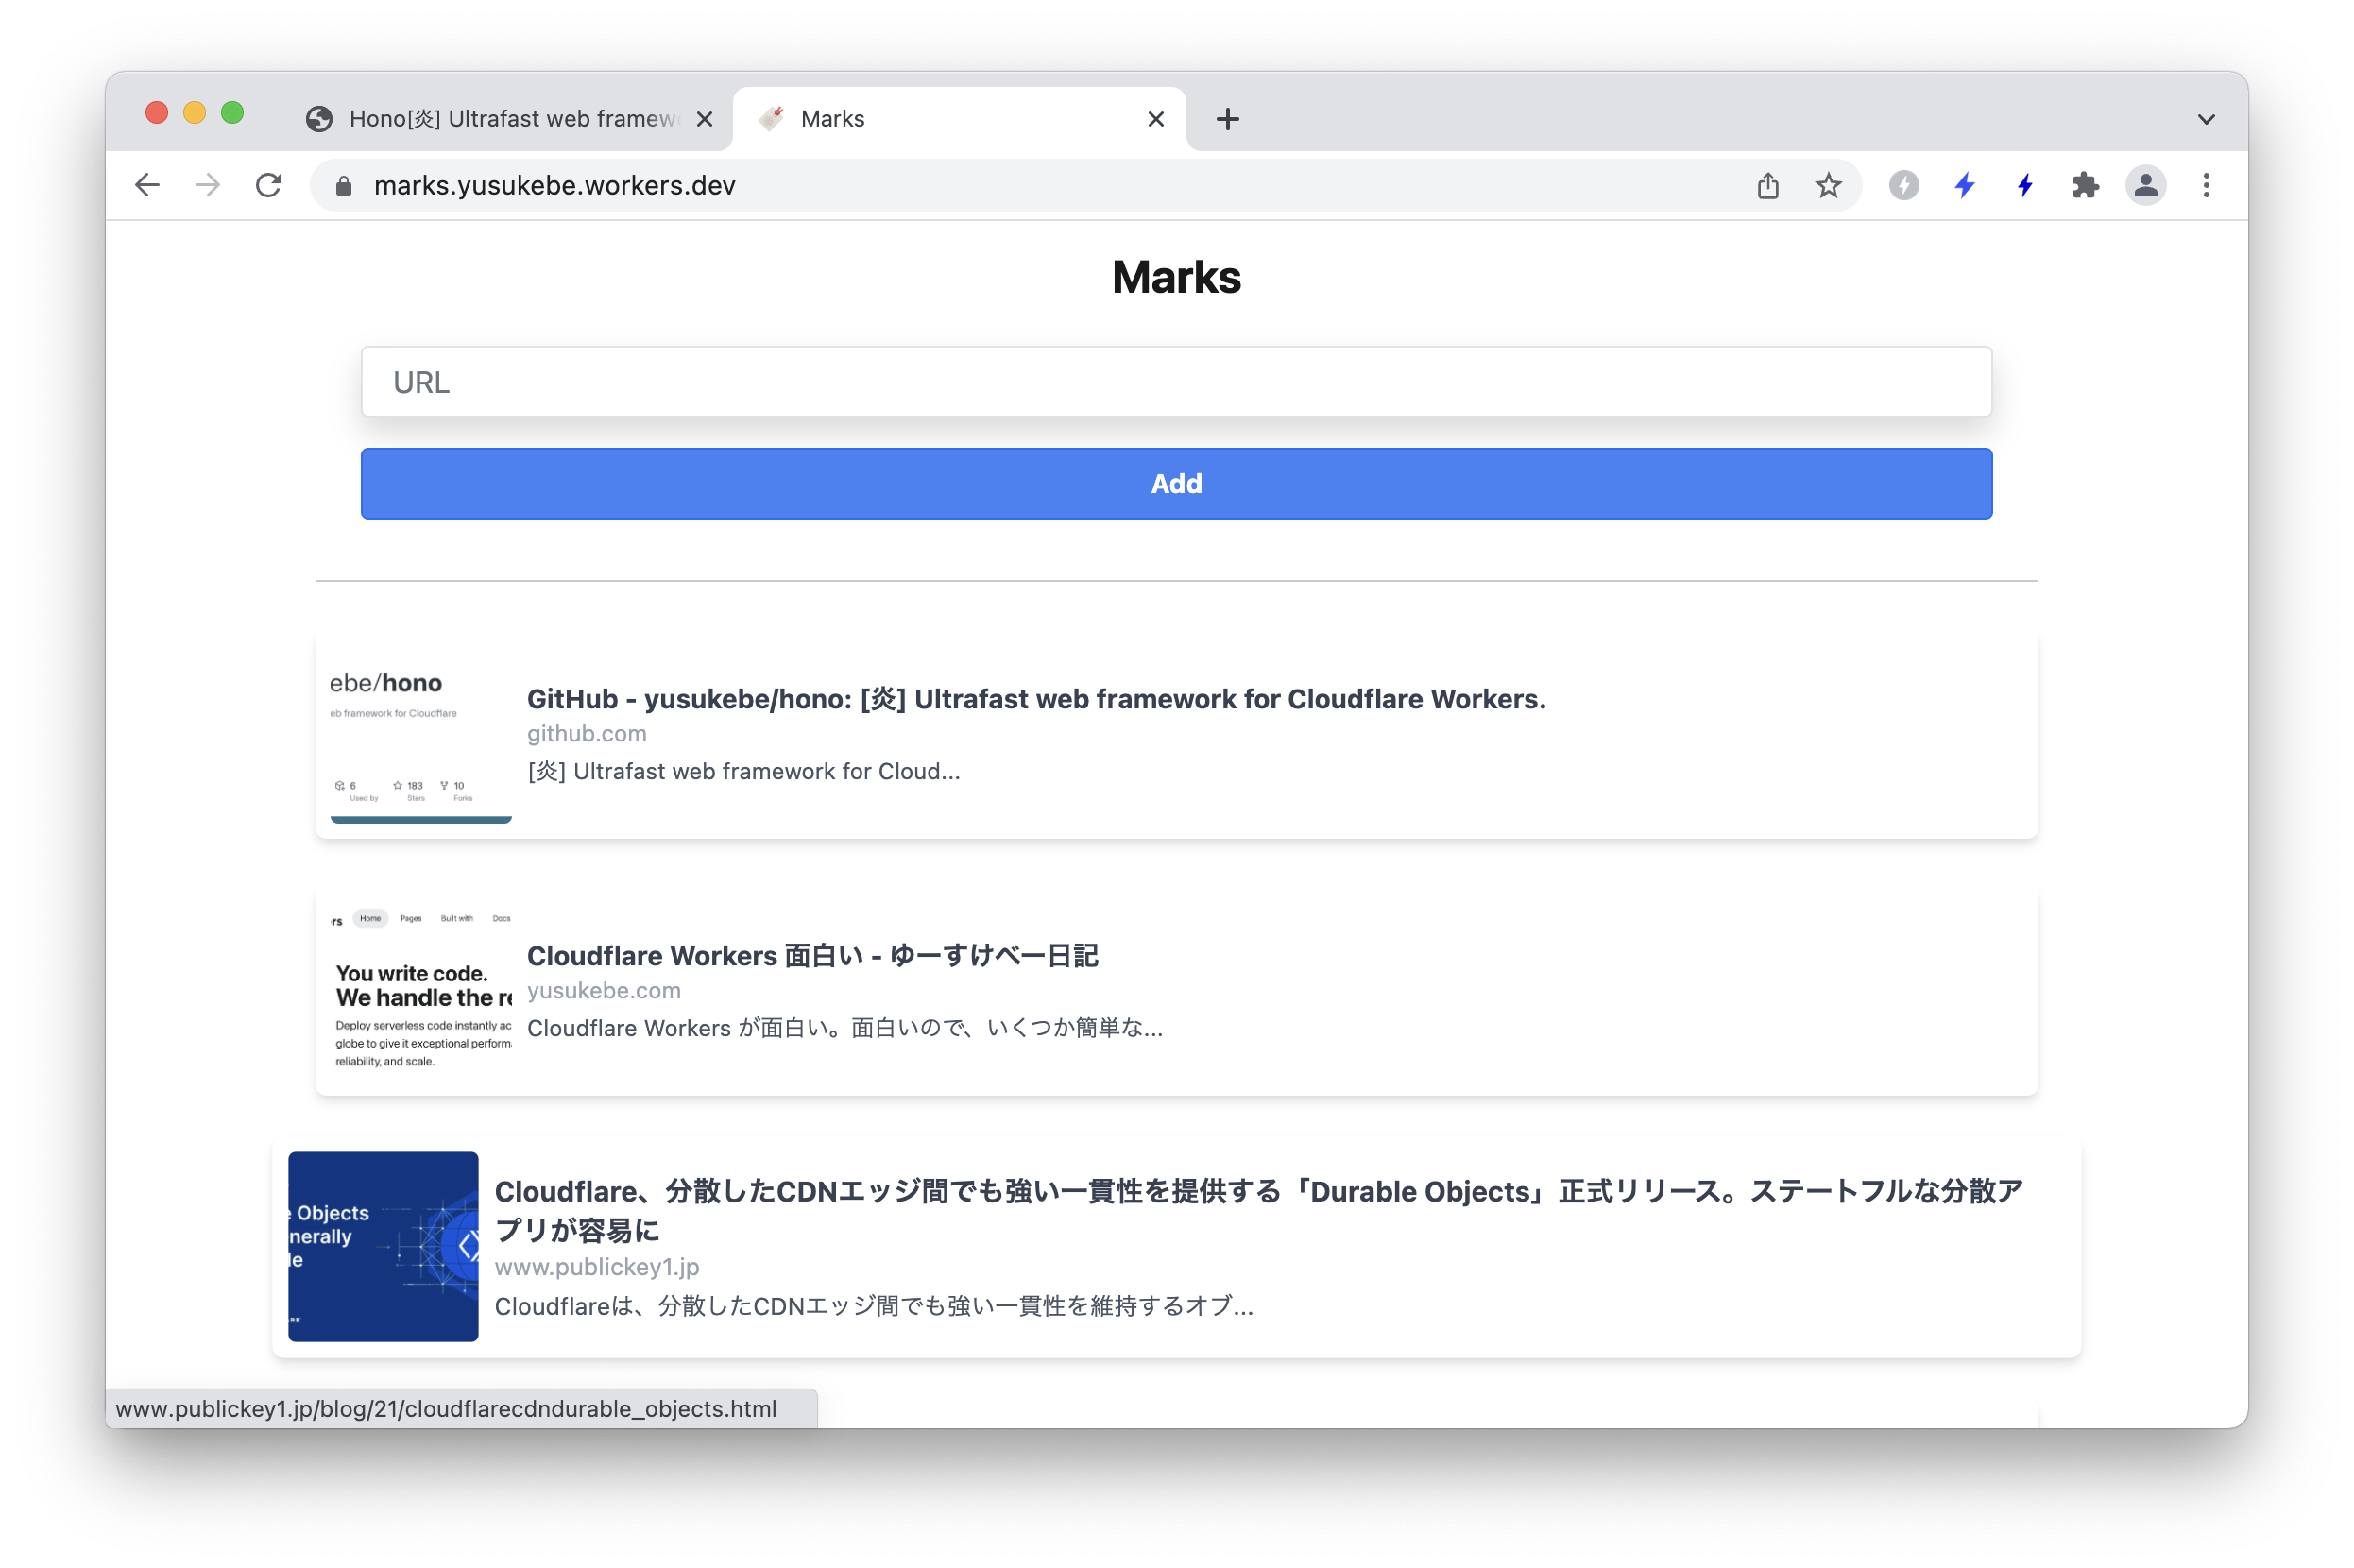 Hono[炎] Ultrafast web framew
Marks
marks.yusukebe.workers.dev
Marks
URL
Add
ebe/hono
eb framework for Cloudflare
6 183 10
Used by Stars Forks
GitHub - yusukebe/hono: [炎] Ultrafast web framework for Cloudflare Workers.
github.com
[炎] Ultrafast web framework for Cloud...
rs Home Pages Built with Docs
You write code.
We handle the re
Deploy serverless code instantly ac
globe to give it exceptional perform
reliability, and scale.
Cloudflare Workers 面白い - ゆーすけべー日記
yusukebe.com
Cloudflare Workers が面白い。面白いので、いくつか簡単な...
e Objects
nerally
le
ARE
Cloudflare、分散したCDNエッジ間でも強い一貫性を提供する「Durable Objects」正式リリース。ステートフルな分散ア
プリが容易に
www.publickey1.jp
Cloudflareは、分散したCDNエッジ間でも強い一貫性を維持するオブ...
www.publickey1.jp/blog/21/cloudflarecdndurable_objects.html